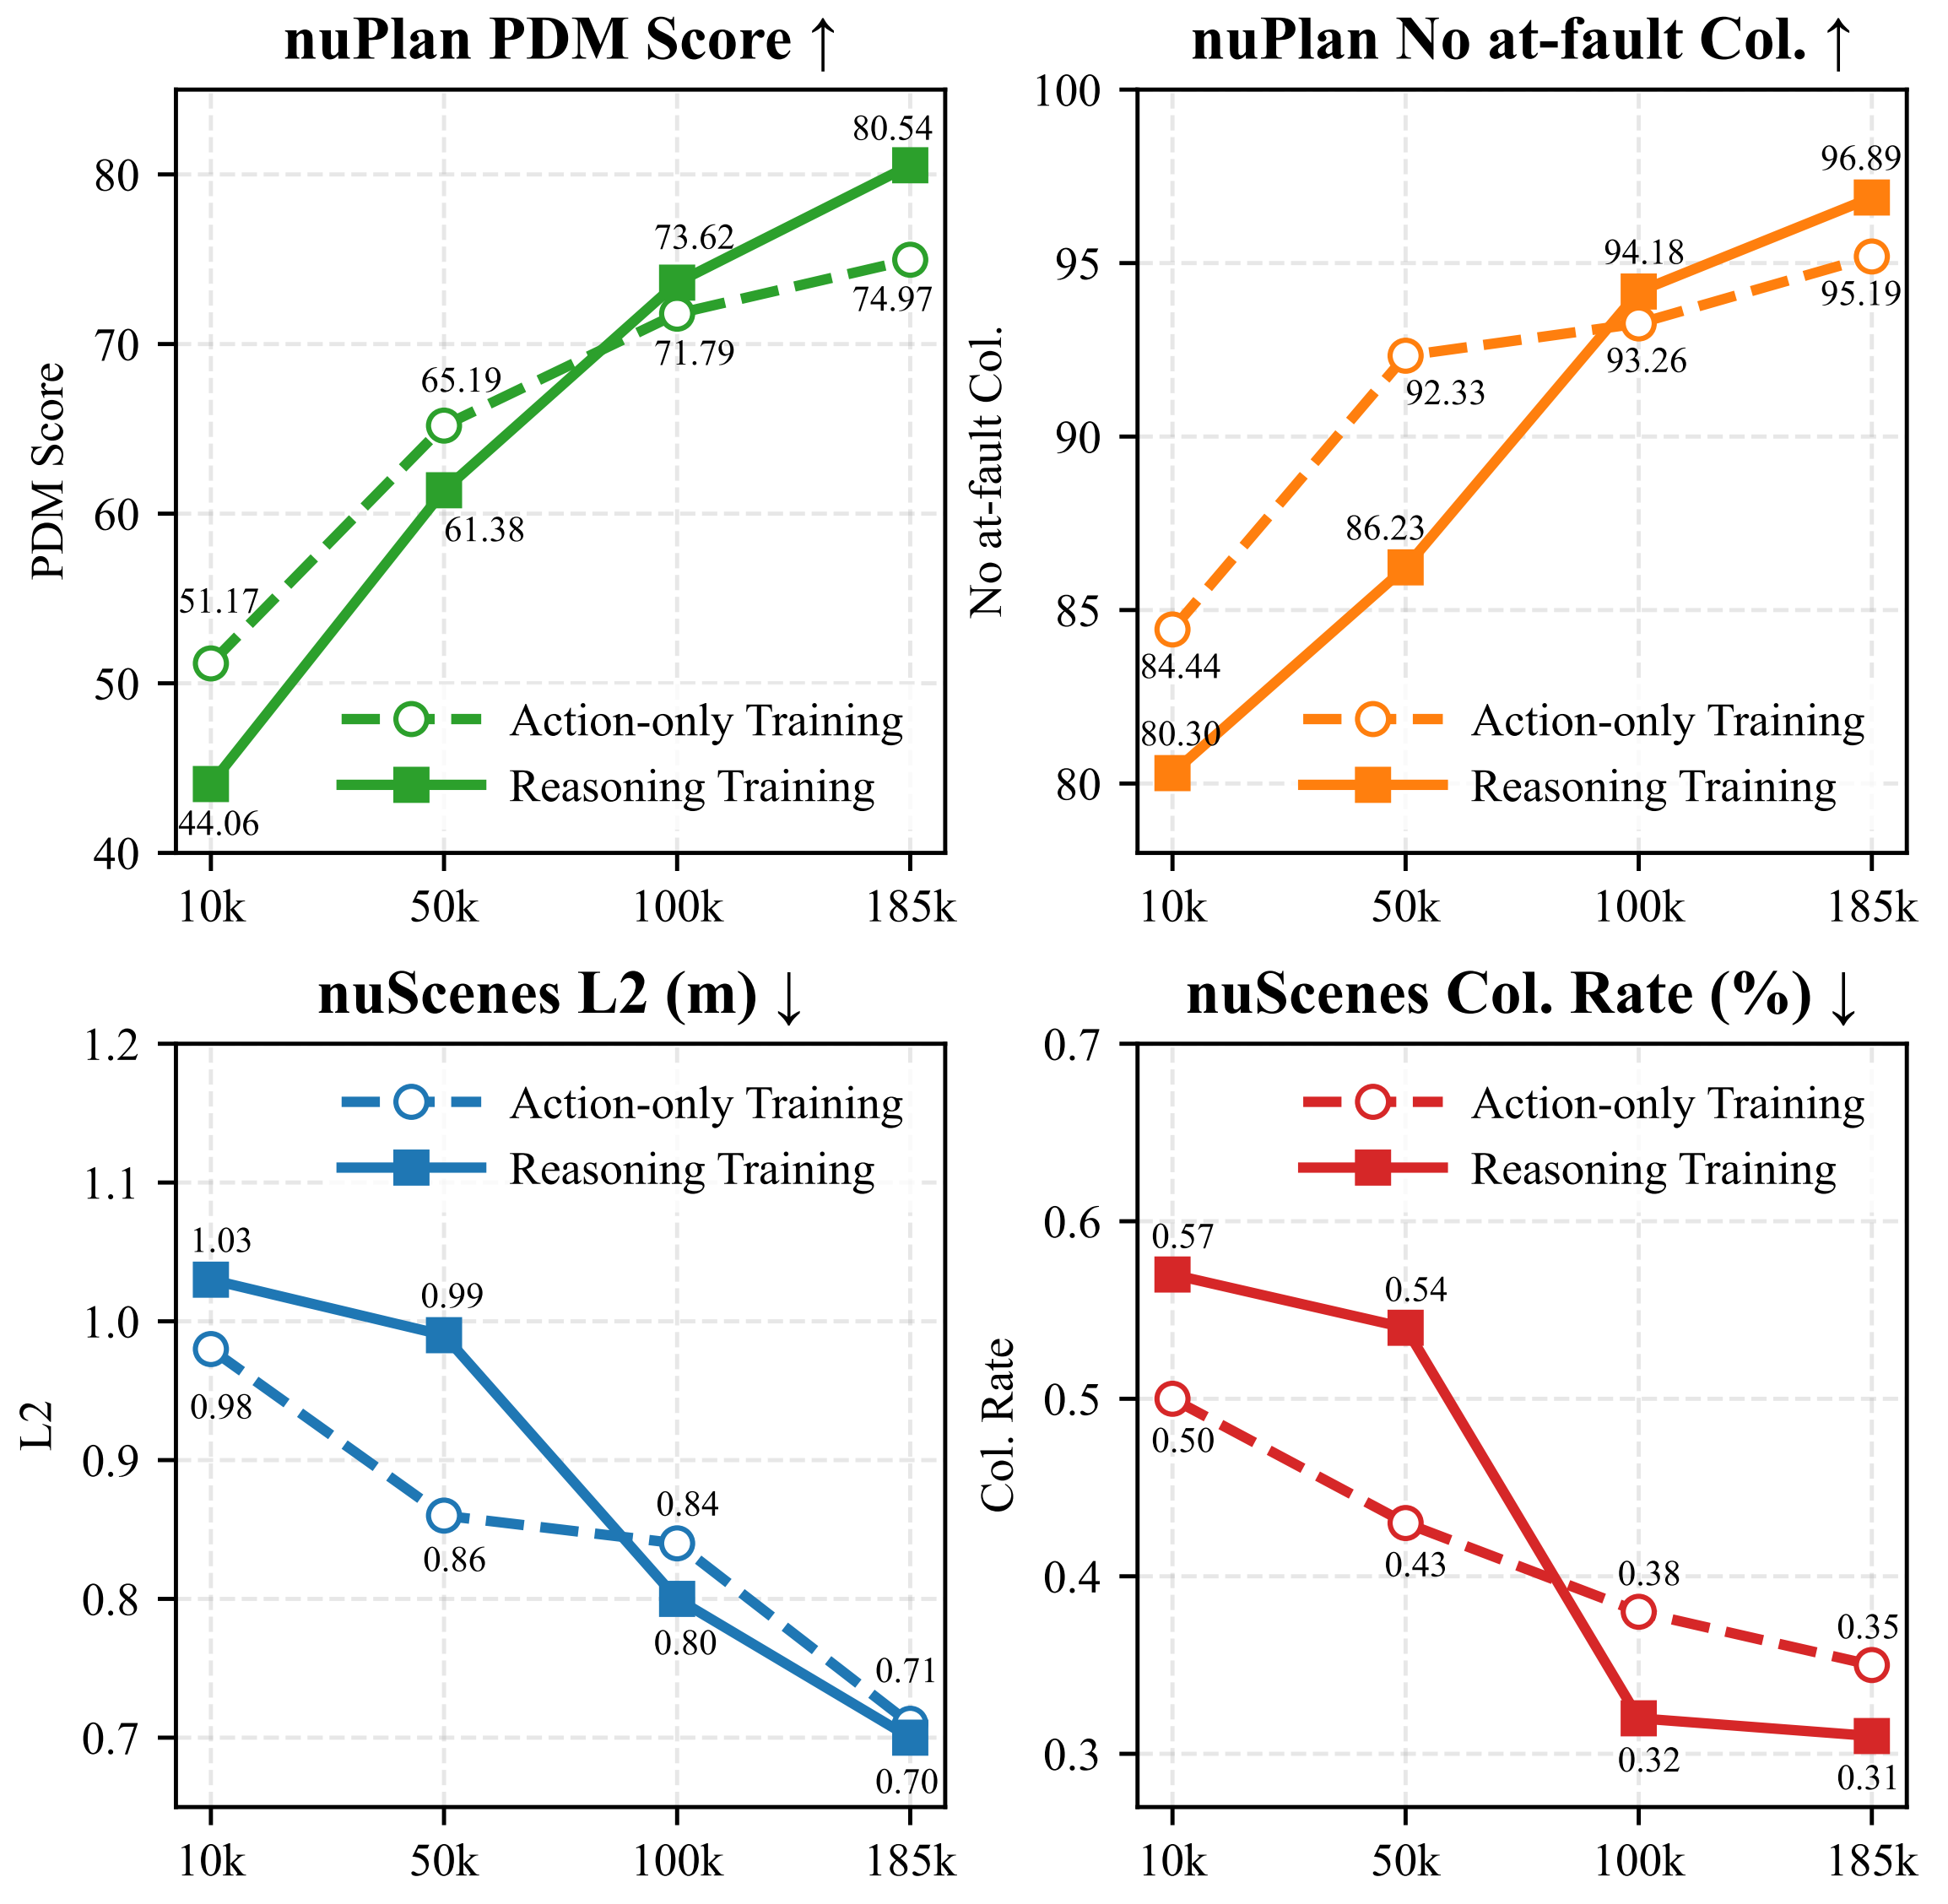 nuPlan PDM Score ↑
PDM Score
80
70
60
50
40
80.54
73.62
74.97
71.79
65.19
61.38
51.17
44.06
Action-only Training
Reasoning Training
10k 50k 100k 185k
nuPlan No at-fault Col. ↑
No at-fault Col.
100
95
90
85
80
96.89
94.18
95.19
93.26
92.33
86.23
84.44
80.30
Action-only Training
Reasoning Training
10k 50k 100k 185k
nuScenes L2 (m) ↓
L2
1.2
1.1
1.0
0.9
0.8
0.7
Action-only Training
Reasoning Training
1.03
0.99
0.98
0.84
0.86
0.80
0.71
0.70
10k 50k 100k 185k
nuScenes Col. Rate (%) ↓
Col. Rate
0.7
0.6
0.5
0.4
0.3
Action-only Training
Reasoning Training
0.57
0.54
0.50
0.43
0.38
0.35
0.32
0.31
10k 50k 100k 185k